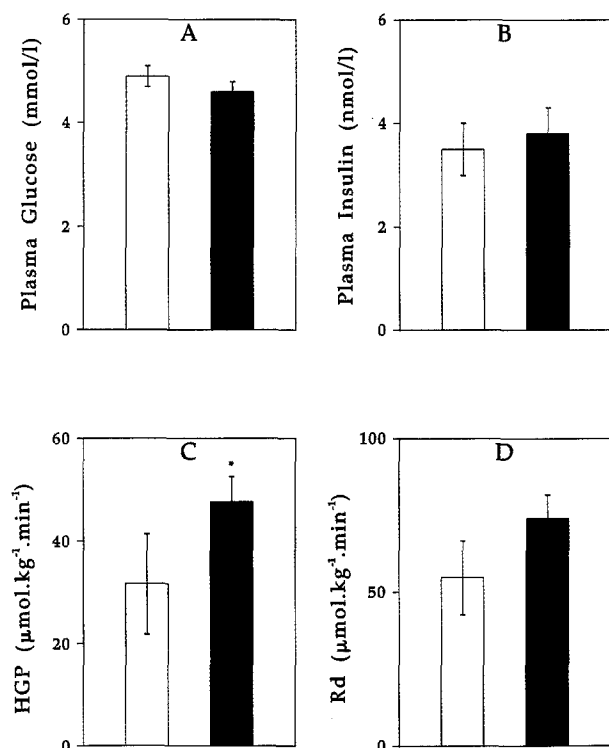 A
Plasma Glucose (mmol/l)
6
4
2
0
B
Plasma Insulin (nmol/l)
6
4
2
0
C
*
HGP (μmol.kg⁻¹.min⁻¹)
60
40
20
0
D
Rd (μmol.kg⁻¹.min⁻¹)
100
50
0